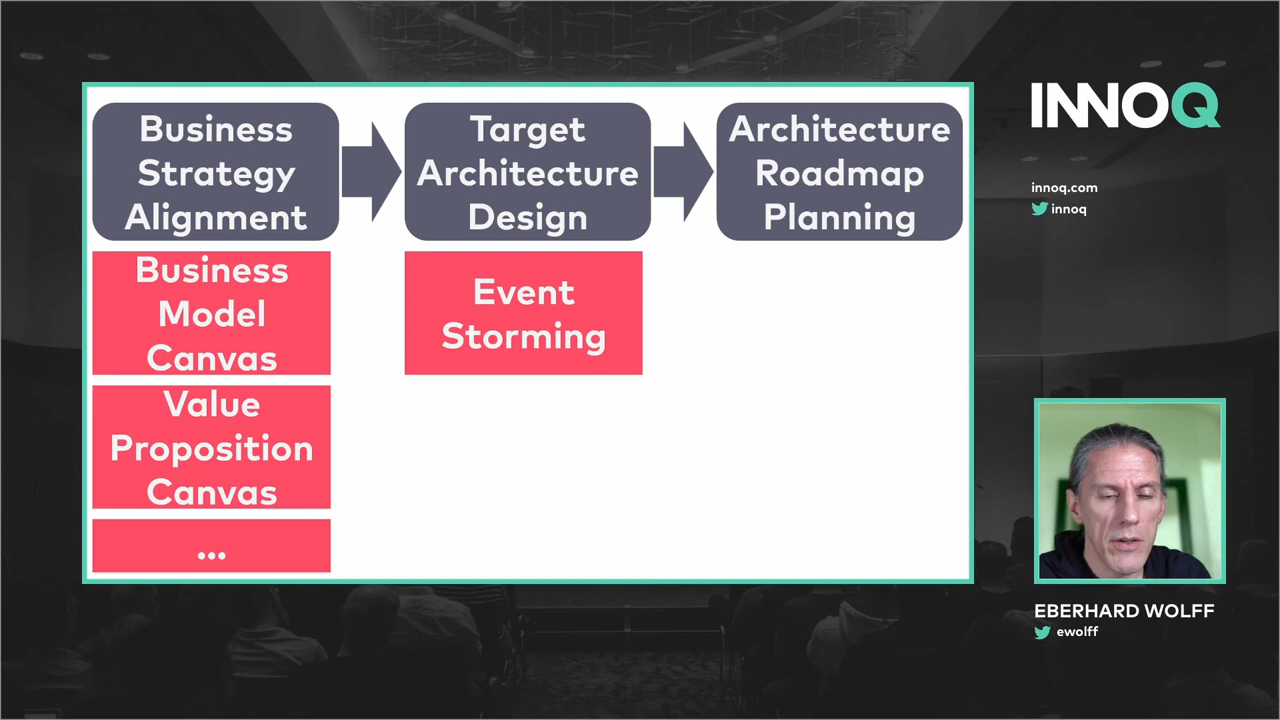 Business
Strategy
Alignment
Target
Architecture
Design
Architecture
Roadmap
Planning
Business
Model
Canvas
Event
Storming
Value
Proposition
Canvas
...
INNOQ
innoq.com
innoq
EBERHARD WOLFF
ewolff